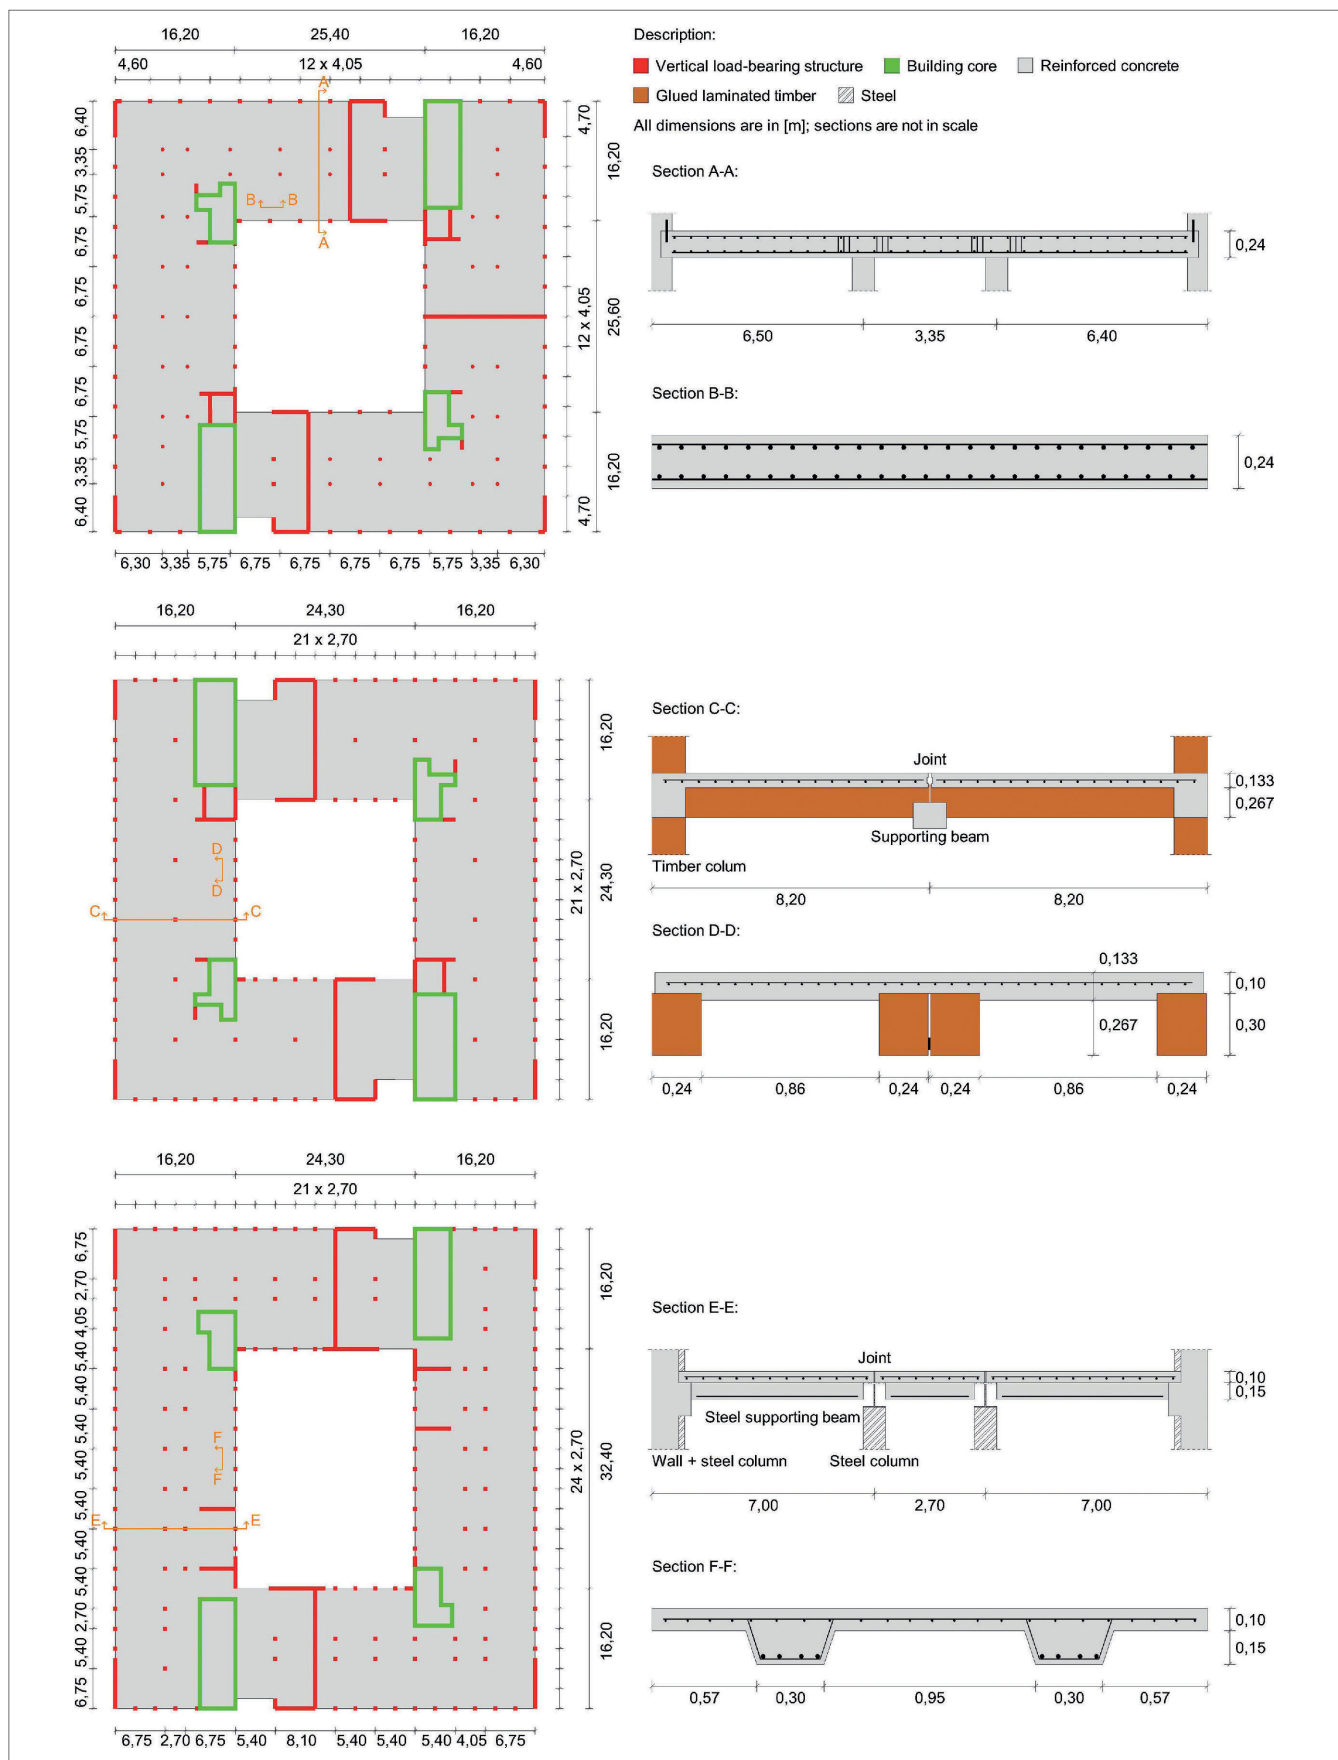 16,20 25,40 16,20
4,60 12 x 4,05 4,60
A
6,40
3,35
5,75
6,75
6,75
6,75
6,75
5,75
3,35
6,40
B B
A
4,70
16,20
12 x 4,05
25,60
16,20
4,70
6,30 3,35 5,75 6,75 6,75 6,75 6,75 5,75 3,35 6,30
Description:
Vertical load-bearing structure Building core Reinforced concrete
Glued laminated timber Steel
All dimensions are in [m]; sections are not in scale
Section A-A:
0,24
6,50 3,35 6,40
Section B-B:
0,24
16,20 24,30 16,20
21 x 2,70
D
D
C C
16,20
21 x 2,70
24,30
16,20
Section C-C:
Joint
0,133
0,267
Supporting beam
Timber colum
8,20 8,20
Section D-D:
0,133
0,10
0,267
0,30
0,24 0,86 0,24 0,24 0,86 0,24
16,20 24,30 16,20
21 x 2,70
6,75
2,70
4,05
5,40
5,40
5,40
5,40
5,40
5,40
5,40
2,70
5,40
6,75
F
F
E E
16,20
24 x 2,70
32,40
16,20
6,75 2,70 6,75 5,40 8,10 5,40 5,40 5,40 4,05 6,75
Section E-E:
Joint
0,10
0,15
Steel supporting beam
Wall + steel column Steel column
7,00 2,70 7,00
Section F-F:
0,10
0,15
0,57 0,30 0,95 0,30 0,57